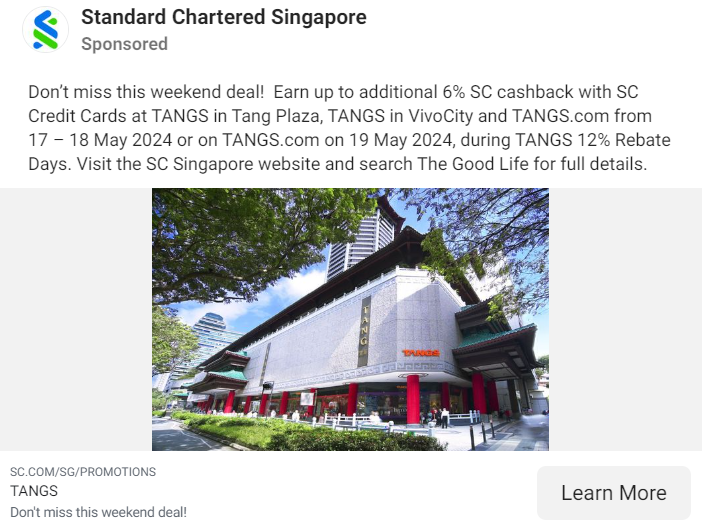 Standard Chartered Singapore
Sponsored
Don’t miss this weekend deal!  Earn up to additional 6% SC cashback with SC
Credit Cards at TANGS in Tang Plaza, TANGS in VivoCity and TANGS.com from
17 – 18 May 2024 or on TANGS.com on 19 May 2024, during TANGS 12% Rebate
Days. Visit the SC Singapore website and search The Good Life for full details.
TANGS
TANGS
SC.COM/SG/PROMOTIONS
TANGS
Don't miss this weekend deal!
Learn More